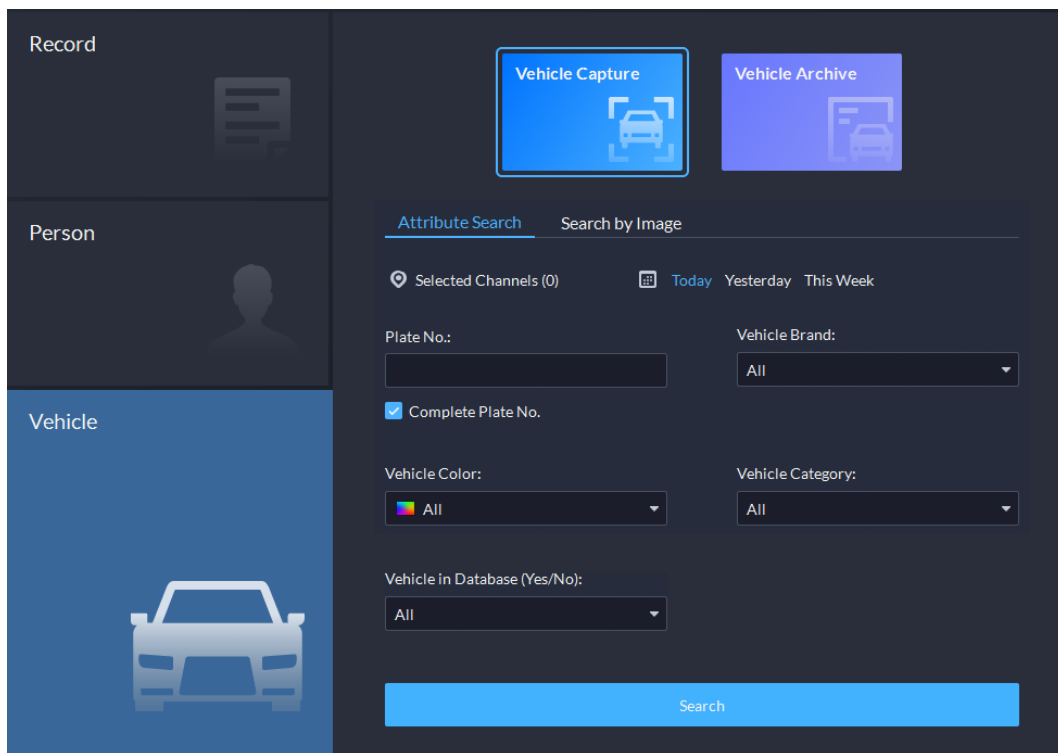 Record
Person
Vehicle
Vehicle Capture
Vehicle Archive
Attribute Search
Search by Image
Selected Channels (0)
Today Yesterday This Week
Plate No.:
Vehicle Brand:
All
Complete Plate No.
Vehicle Color:
Vehicle Category:
All
All
Vehicle in Database (Yes/No):
All
Search